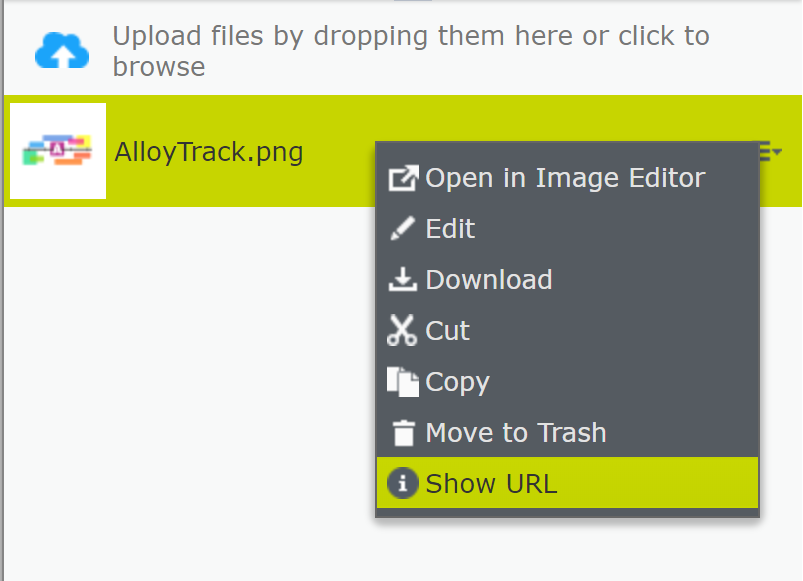 Upload files by dropping them here or click to
browse
AlloyTrack.png
Open in Image Editor
Edit
Download
Cut
Copy
Move to Trash
Show URL